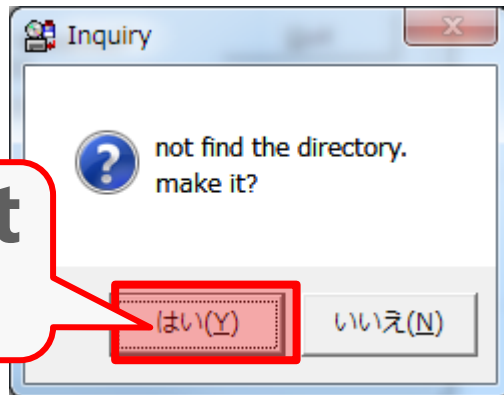 Inquiry
not find the directory.
make it?
はい(Y)
いいえ(N)